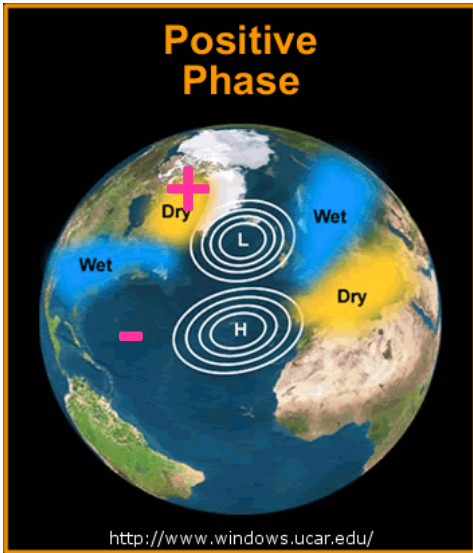 Positive
Phase
+
Dry
Wet
L
Wet
-
H
Dry
http://www.windows.ucar.edu/